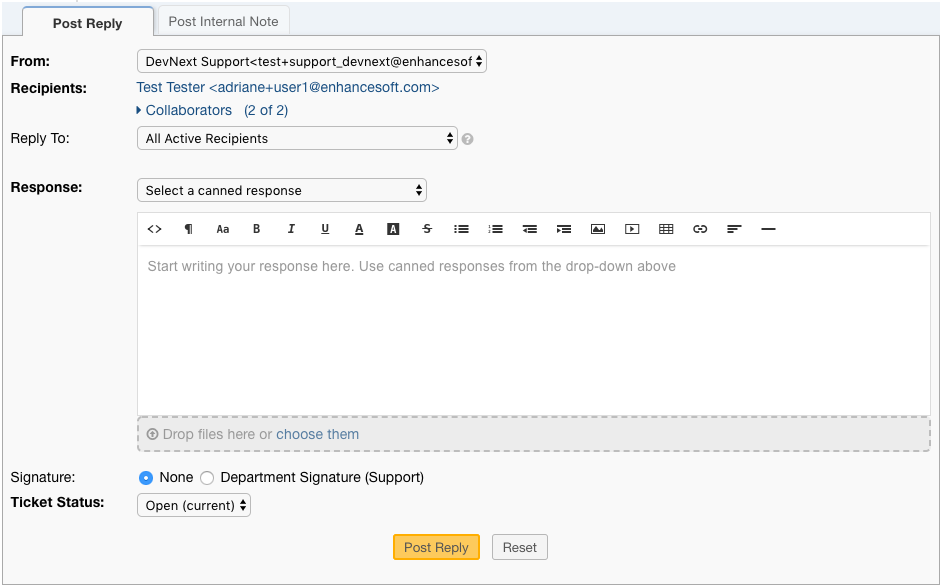 Post Reply
Post Internal Note
From:
DevNext Support<test+support_devnext@enhancesof
Recipients:
Test Tester <adriane+user1@enhancesoft.com>
Collaborators (2 of 2)
Reply To:
All Active Recipients
?
Response:
Select a canned response
<> ¶ Aa B I U A A S
Start writing your response here. Use canned responses from the drop-down above
Drop files here or choose them
Signature:
None
Department Signature (Support)
Ticket Status:
Open (current)
Post Reply
Reset